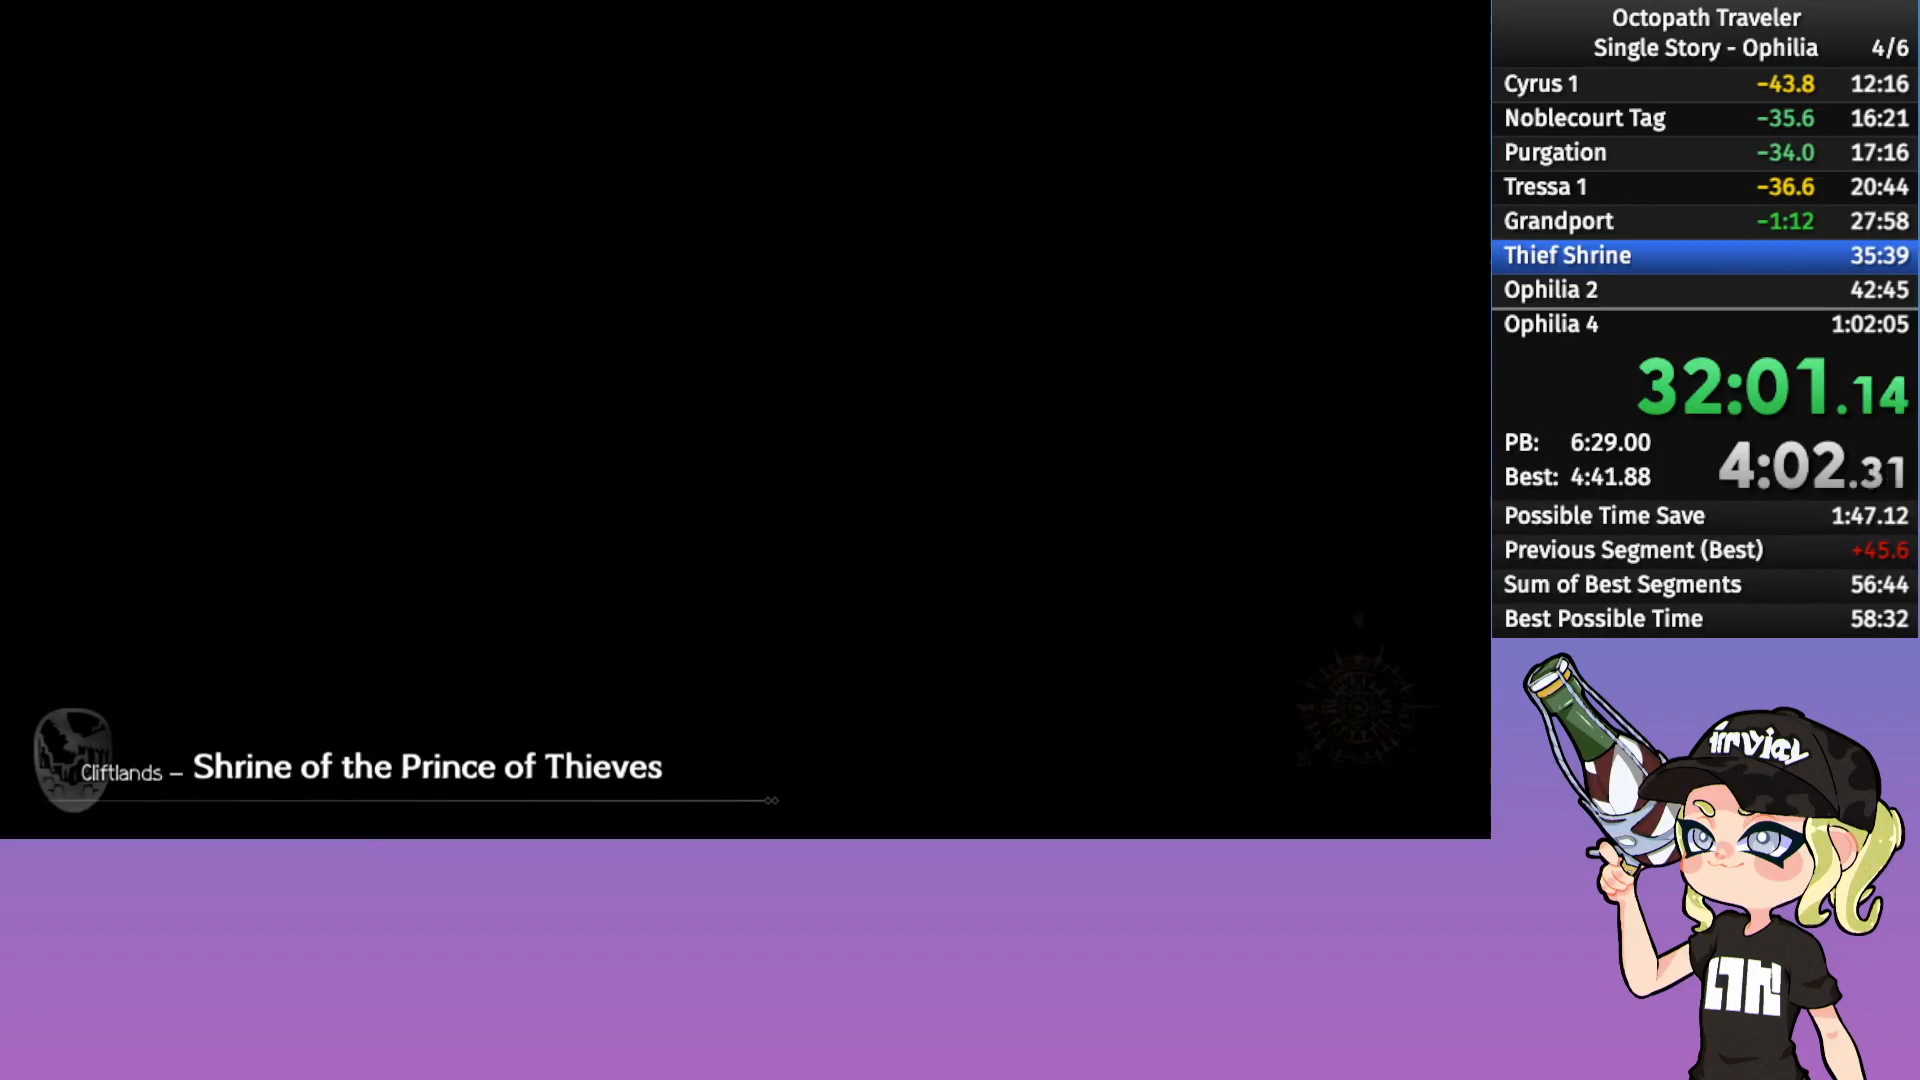 Octopath Traveler
Single Story - Ophilia 4/6
Cyrus 1 -43.8 12:16
Noblecourt Tag -35.6 16:21
Purgation -34.0 17:16
Tressa 1 -36.6 20:44
Grandport -1:12 27:58
Thief Shrine 35:39
Ophilia 2 42:45
Ophilia 4 1:02:05
32:01.14
PB: 6:29.00
Best: 4:41.88
4:02.31
Possible Time Save 1:47.12
Previous Segment (Best) +45.6
Sum of Best Segments 56:44
Best Possible Time 58:32
Cliftlands – Shrine of the Prince of Thieves